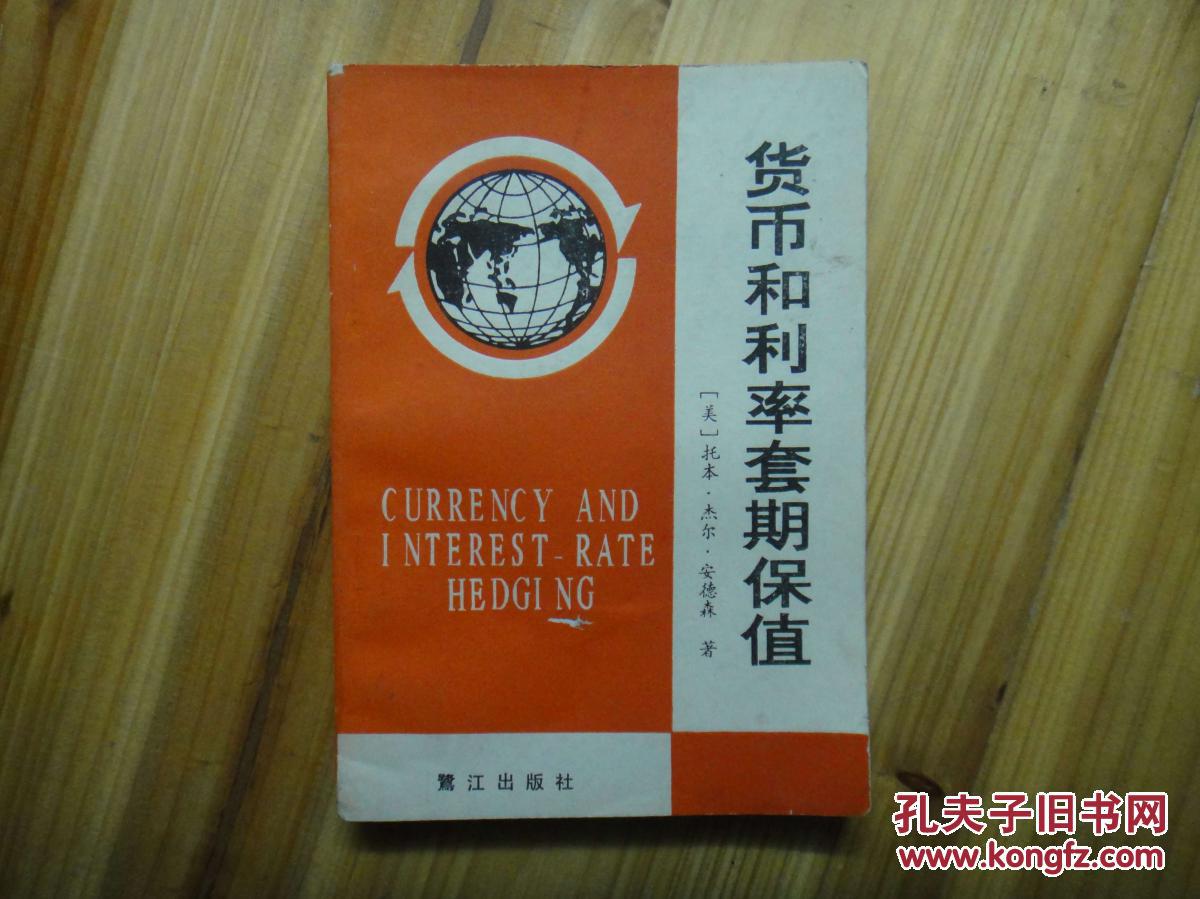 货币和利率套期保值
[美]托本·杰尔·安德森 著
CURRENCY AND
INTEREST-RATE
HEDGING
鷺江出版社
孔夫子旧书网
www.kongfz.com